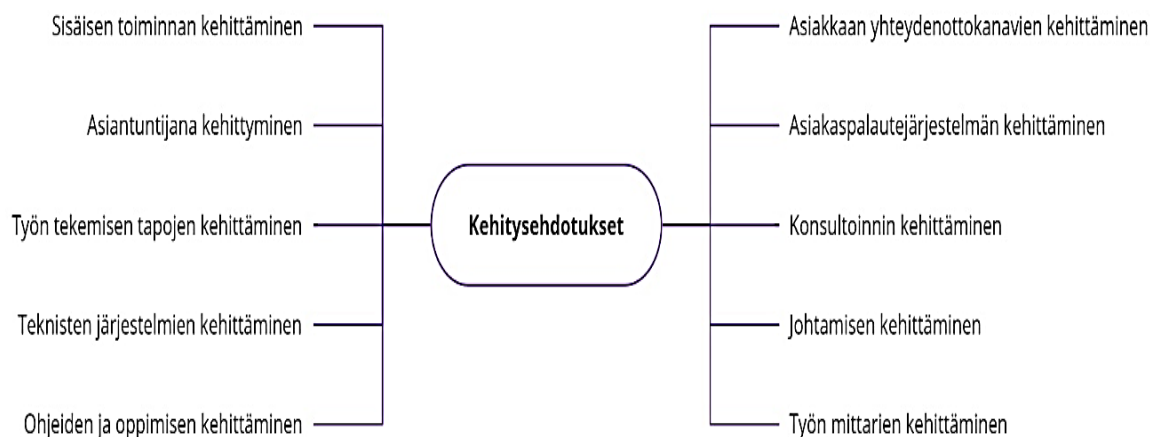 Sisäisen toiminnan kehittäminen
Asiantuntijana kehittyminen
Työn tekemisen tapojen kehittäminen
Teknisten järjestelmien kehittäminen
Ohjeiden ja oppimisen kehittäminen
Kehitysehdotukset
Asiakkaan yhteydenottokanavien kehittäminen
Asiakaspalautejärjestelmän kehittäminen
Konsultoinnin kehittäminen
Johtamisen kehittäminen
Työn mittarien kehittäminen